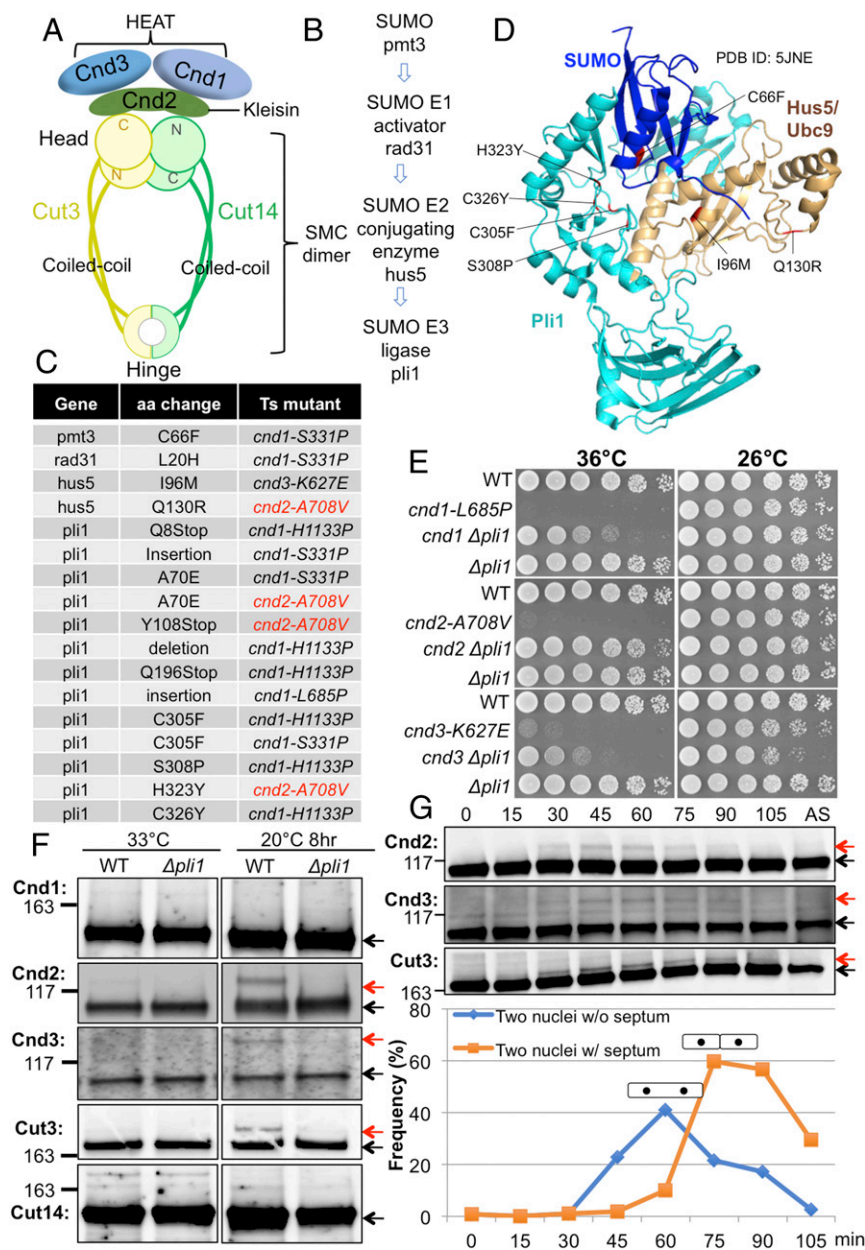 A
HEAT
Cnd3
Cnd1
Cnd2
Kleisin
Head
C
N
N
C
Cut3
Cut14
Coiled-coil
Coiled-coil
SMC
dimer
Hinge
B
SUMO
pmt3
SUMO E1
activator
rad31
SUMO E2
conjugating
enzyme
hus5
SUMO E3
ligase
pli1
D
SUMO
PDB ID: 5JNE
C66F
Hus5/
Ubc9
H323Y
C326Y
C305F
S308P
I96M
Q130R
Pli1
C
Gene aa change Ts mutant
pmt3 C66F cnd1-S331P
rad31 L20H cnd1-S331P
hus5 I96M cnd3-K627E
hus5 Q130R cnd2-A708V
pli1 Q8Stop cnd1-H1133P
pli1 Insertion cnd1-S331P
pli1 A70E cnd1-S331P
pli1 A70E cnd2-A708V
pli1 Y108Stop cnd2-A708V
pli1 deletion cnd1-H1133P
pli1 Q196Stop cnd1-H1133P
pli1 insertion cnd1-L685P
pli1 C305F cnd1-H1133P
pli1 C305F cnd1-S331P
pli1 S308P cnd1-H1133P
pli1 H323Y cnd2-A708V
pli1 C326Y cnd1-H1133P
E
36°C 26°C
WT
cnd1-L685P
cnd1 Δpli1
Δpli1
WT
cnd2-A708V
cnd2 Δpli1
Δpli1
WT
cnd3-K627E
cnd3 Δpli1
Δpli1
F
33°C 20°C 8hr
WT Δpli1 WT Δpli1
Cnd1:
163
Cnd2:
117
Cnd3:
117
Cut3:
163
163
Cut14:
G
0 15 30 45 60 75 90 105 AS
Cnd2:
117
Cnd3:
117
Cut3:
163
Two nuclei w/o septum
Two nuclei w/ septum
Frequency (%)
80
60
40
20
0
0 15 30 45 60 75 90 105 min